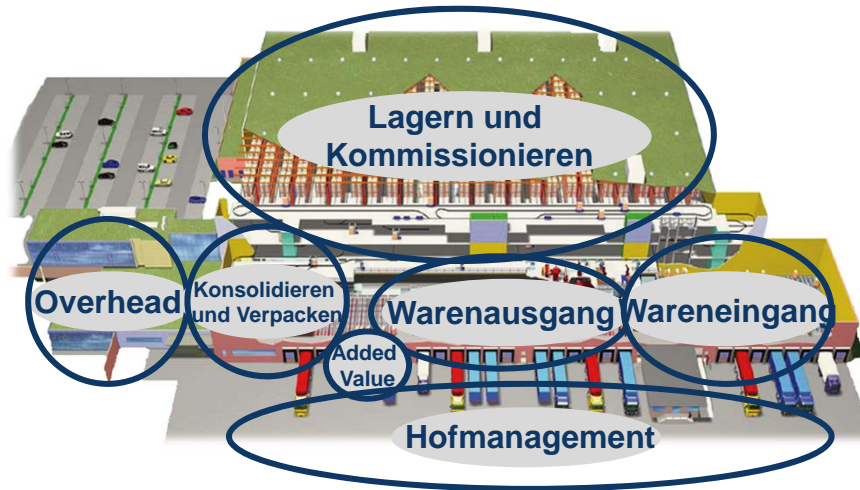 Lagern und
Kommissionieren
Overhead
Konsolidieren
und Verpacken
Warenausgang
Wareneingang
Added
Value
Hofmanagement